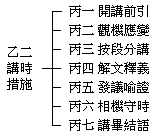 乙二講時措施
丙一 開講前引
丙二 觀機應變
丙三 按段分講
丙四 解文釋義
丙五 發議喻證
丙六 相機守時
丙七 講畢結語